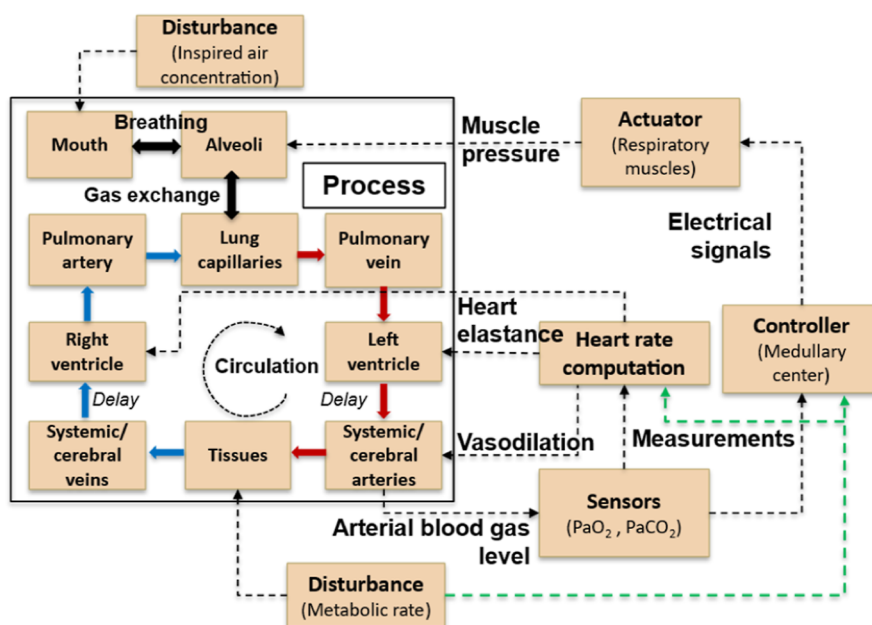 Disturbance
(Inspired air
concentration)
Breathing
Mouth
Alveoli
Muscle
pressure
Actuator
(Respiratory
muscles)
Gas exchange
Process
Electrical
signals
Pulmonary
artery
Lung
capillaries
Pulmonary
vein
Heart
elastance
Right
ventricle
Circulation
Left
ventricle
Heart rate
computation
Controller
(Medullary
center)
Delay
Delay
Systemic/
cerebral
veins
Tissues
Systemic/
cerebral
arteries
Vasodilation
Measurements
Sensors
(PaO₂ , PaCO₂)
Arterial blood gas
level
Disturbance
(Metabolic rate)